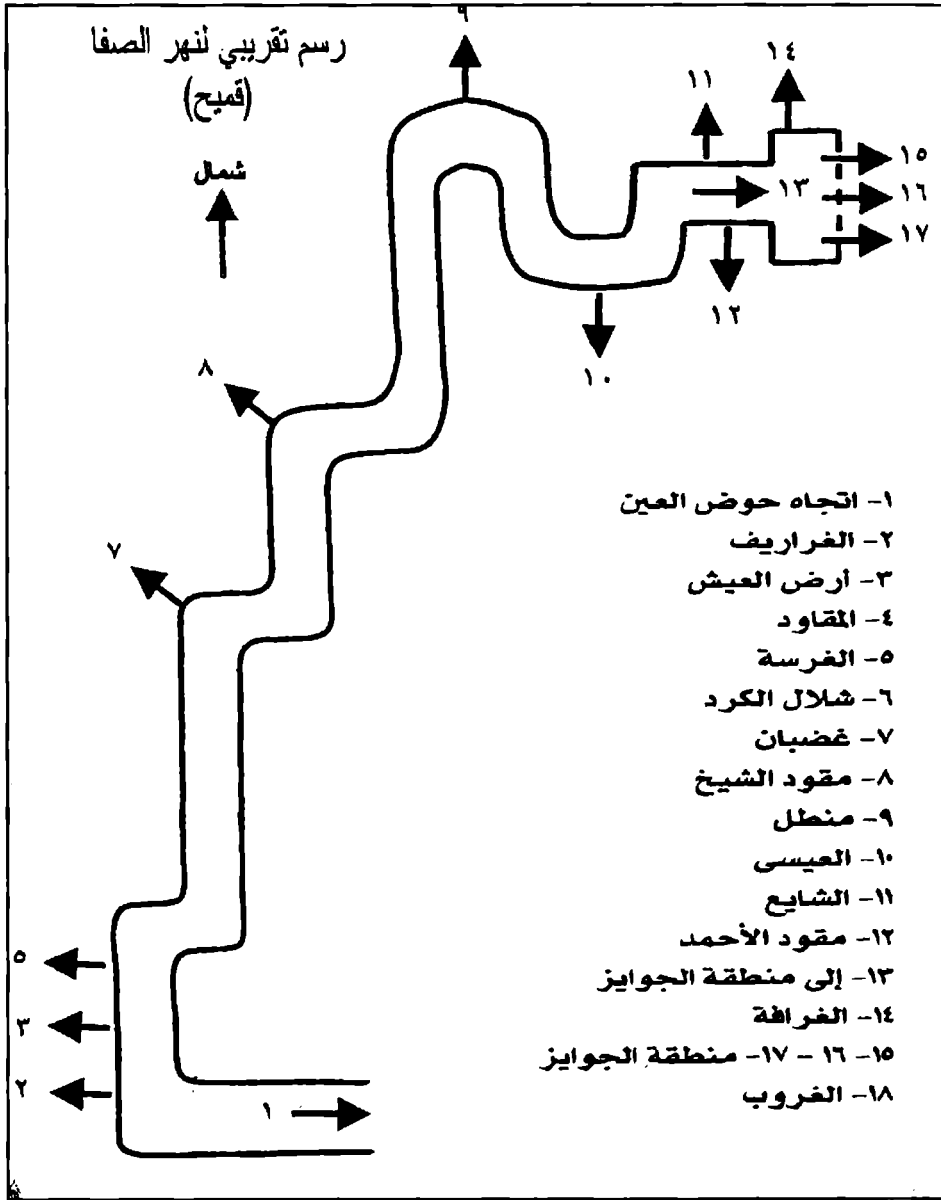 رسم تقريبي لنهر الصفا
(قميح)
شمال
٩
١٤
١١
١٥
١٣
١٦
١٧
١٢
١٠
٨
٧
٥
٣
٢
١
١- اتجاه حوض العين
٢- الغراريف
٣- أرض العيش
٤- المقاود
٥- الغرسة
٦- شلال الكرد
٧- غضبان
٨- مقود الشيخ
٩- منطل
١٠- العيسى
١١- الشايع
١٢- مقود الأحمد
١٣- إلى منطقة الجوايز
١٤- الغرافة
١٥- ١٦ - ١٧- منطقة الجوايز
١٨- الغروب